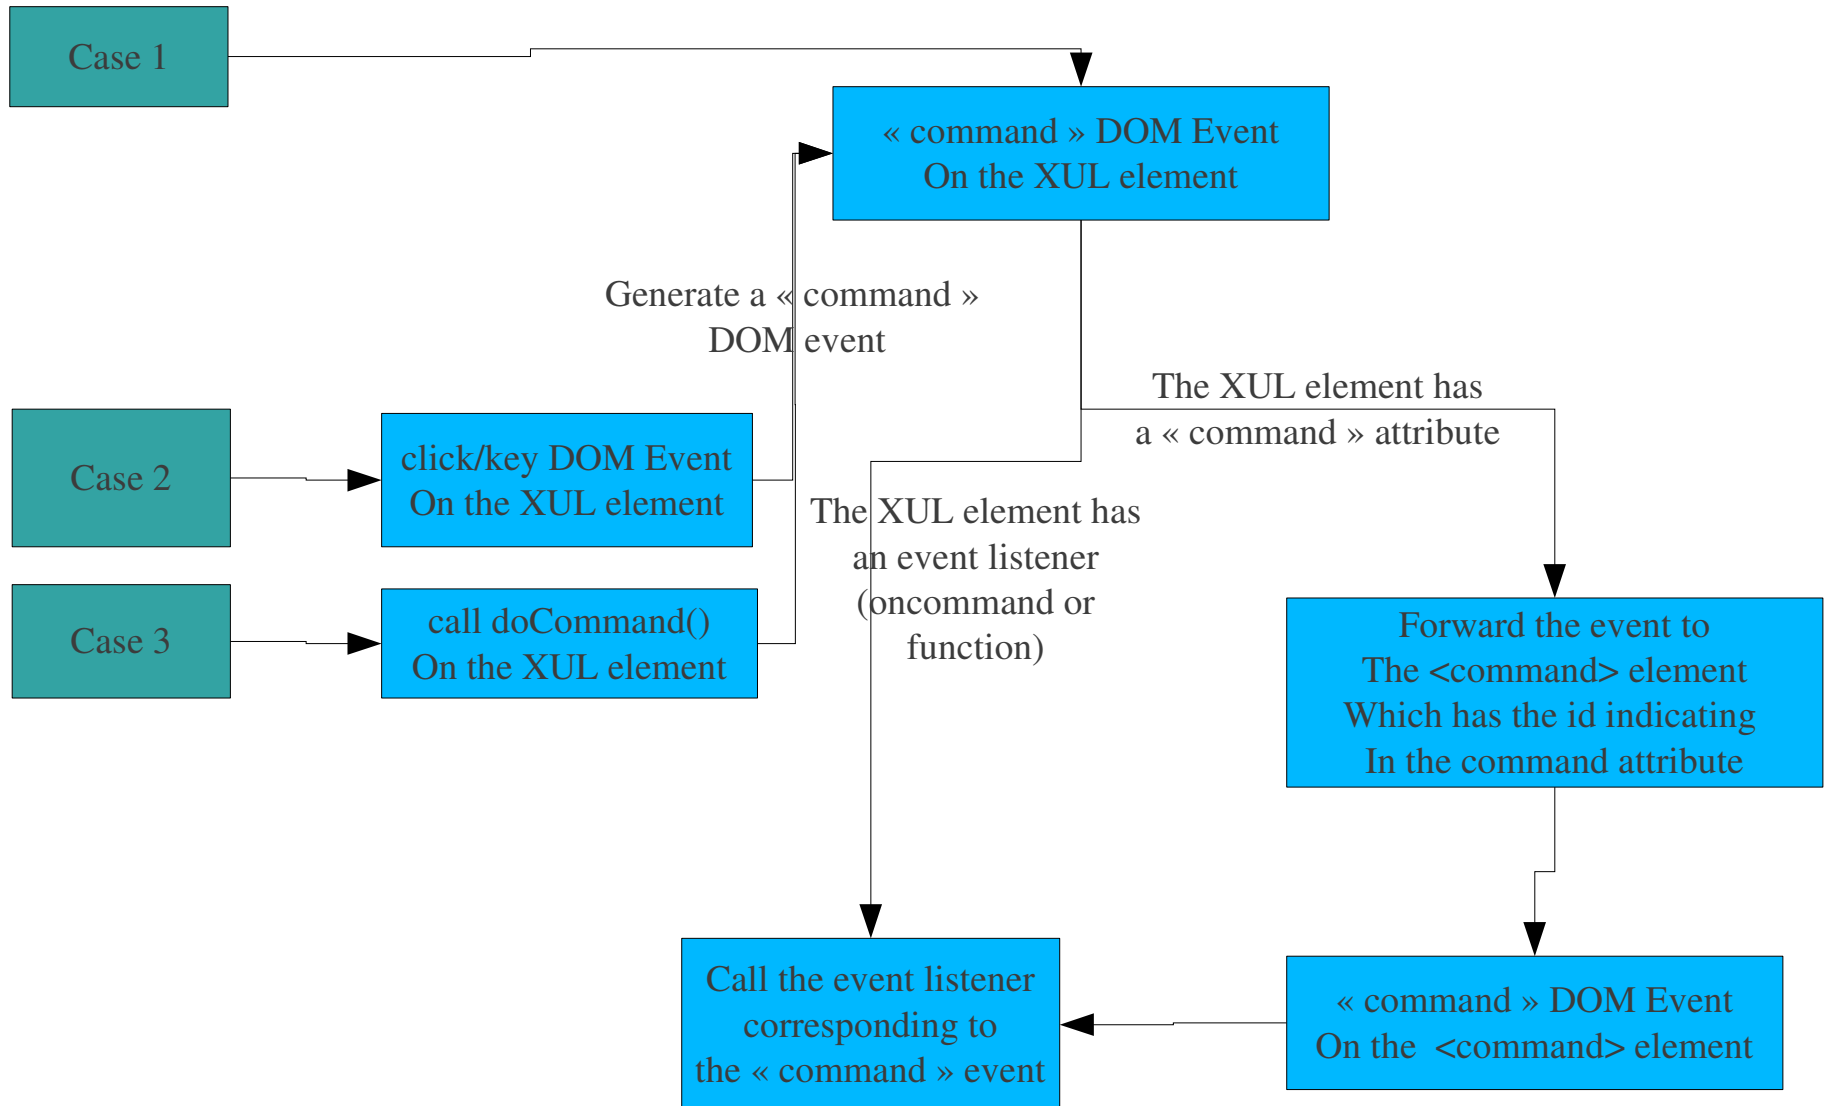 Case 1
« command » DOM Event
On the XUL element
Generate a « command »
DOM event
The XUL element has
a « command » attribute
Case 2
click/key DOM Event
On the XUL element
The XUL element has
an event listener
(oncommand or
function)
Case 3
call doCommand()
On the XUL element
Forward the event to
The <command> element
Which has the id indicating
In the command attribute
Call the event listener
corresponding to
the « command » event
« command » DOM Event
On the <command> element